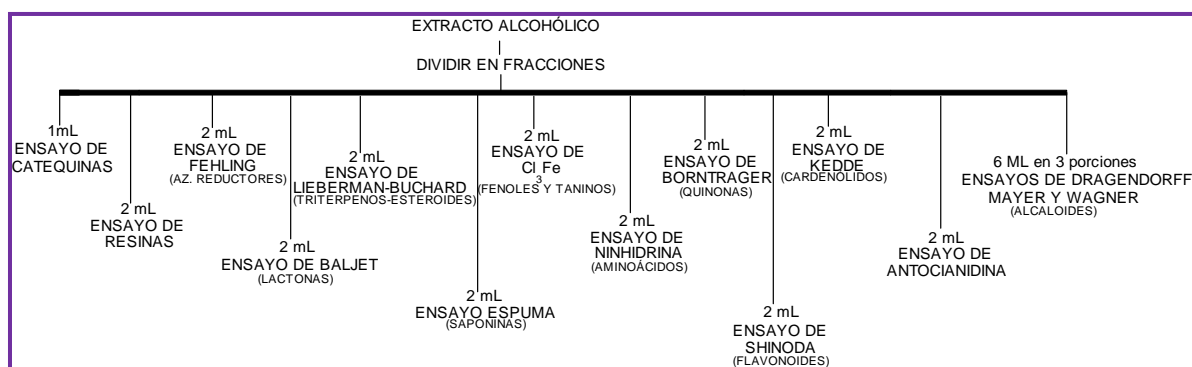 EXTRACTO ALCOHÓLICO
DIVIDIR EN FRACCIONES
1mL
ENSAYO DE
CATEQUINAS
2 mL
ENSAYO DE
RESINAS
2 mL
ENSAYO DE
FEHLING
(AZ. REDUCTORES)
2 mL
ENSAYO DE BALJET
(LACTONAS)
2 mL
ENSAYO DE
LIEBERMAN-BUCHARD
(TRITERPENOS-ESTEROIDES)
2 mL
ENSAYO ESPUMA
(SAPONINAS)
2 mL
ENSAYO DE
Cl Fe
3
(FENOLES Y TANINOS)
2 mL
ENSAYO DE
NINHIDRINA
(AMINOÁCIDOS)
2 mL
ENSAYO DE
BORNTRAGER
(QUINONAS)
2 mL
ENSAYO DE
SHINODA
(FLAVONOIDES)
2 mL
ENSAYO DE
KEDDE
(CARDENÓLIDOS)
2 mL
ENSAYO DE
ANTOCIANIDINA
6 ML en 3 porciones
ENSAYOS DE DRAGENDORFF
MAYER Y WAGNER
(ALCALOIDES)